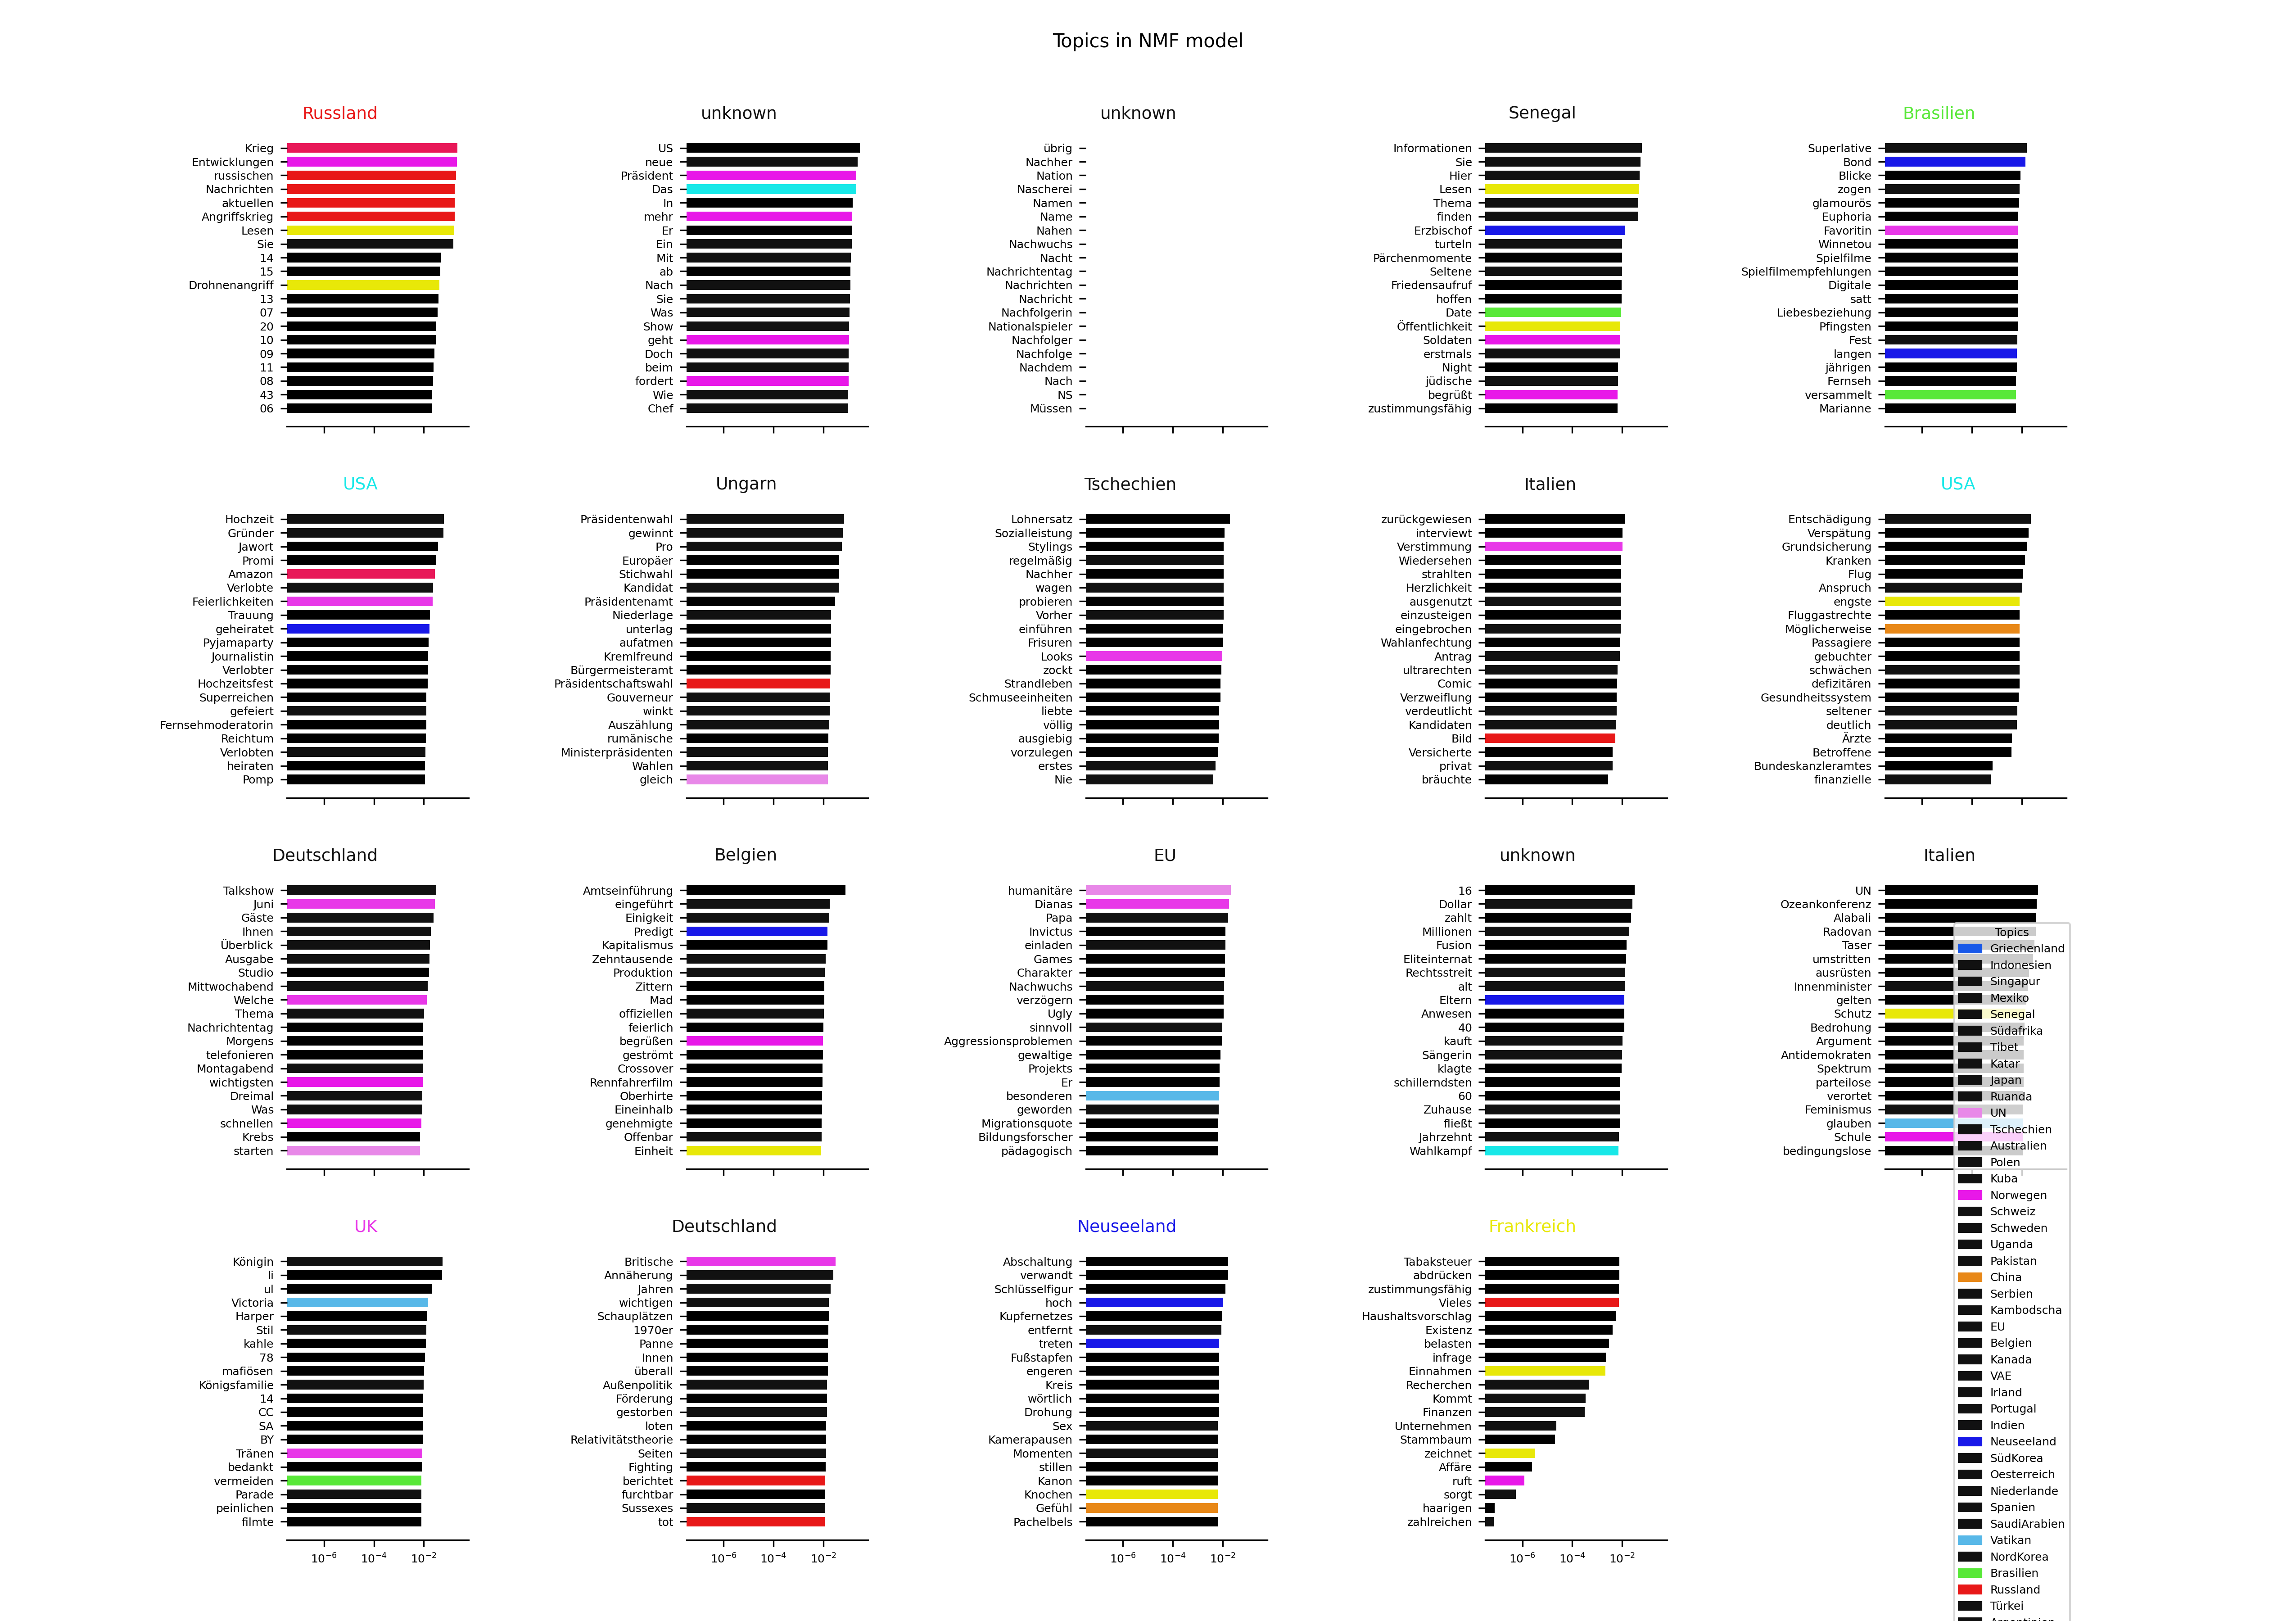 Topics in NMF model
Russland
Krieg
Entwicklungen
russischen
Nachrichten
aktuellen
Angriffskrieg
Lesen
Sie
14
15
Drohnenangriff
13
07
20
10
09
11
08
43
06
unknown
US
neue
Präsident
Das
In
mehr
Er
Ein
Mit
ab
Nach
Sie
Was
Show
geht
Doch
beim
fordert
Wie
Chef
unknown
übrig
Nachher
Nation
Nascherei
Namen
Name
Nahen
Nachwuchs
Nacht
Nachrichtentag
Nachrichten
Nachricht
Nachfolgerin
Nationalspieler
Nachfolger
Nachfolge
Nachdem
Nach
NS
Müssen
Senegal
Informationen
Sie
Hier
Lesen
Thema
finden
Erzbischof
turteln
Pärchenmomente
Seltene
Friedensaufruf
hoffen
Date
Öffentlichkeit
Soldaten
erstmals
Night
jüdische
begrüßt
zustimmungsfähig
Brasilien
Superlative
Bond
Blicke
zogen
glamourös
Euphoria
Favoritin
Winnetou
Spielfilme
Spielfilmempfehlungen
Digitale
satt
Liebesbeziehung
Pfingsten
Fest
langen
jährigen
Fernseh
versammelt
Marianne
USA
Hochzeit
Gründer
Jawort
Promi
Amazon
Verlobte
Feierlichkeiten
Trauung
geheiratet
Pyjamaparty
Journalistin
Verlobter
Hochzeitsfest
Superreichen
gefeiert
Fernsehmoderatorin
Reichtum
Verlobten
heiraten
Pomp
Ungarn
Präsidentenwahl
gewinnt
Pro
Europäer
Stichwahl
Kandidat
Präsidentenamt
Niederlage
unterlag
aufatmen
Kremlfreund
Bürgermeisteramt
Präsidentschaftswahl
Gouverneur
winkt
Auszählung
rumänische
Ministerpräsidenten
Wahlen
gleich
Tschechien
Lohnersatz
Sozialleistung
Stylings
regelmäßig
Nachher
wagen
probieren
Vorher
einführen
Frisuren
Looks
zockt
Strandleben
Schmuseeinheiten
liebte
völlig
ausgiebig
vorzulegen
erstes
Nie
Italien
zurückgewiesen
interviewt
Verstimmung
Wiedersehen
strahlten
Herzlichkeit
ausgenutzt
einzusteigen
eingebrochen
Wahlanfechtung
Antrag
ultrarechten
Comic
Verzweiflung
verdeutlicht
Kandidaten
Bild
Versicherte
privat
bräuchte
USA
Entschädigung
Verspätung
Grundsicherung
Kranken
Flug
Anspruch
engste
Fluggastrechte
Möglicherweise
Passagiere
gebuchter
schwächen
defizitären
Gesundheitssystem
seltener
deutlich
Ärzte
Betroffene
Bundeskanzleramtes
finanzielle
Deutschland
Talkshow
Juni
Gäste
Ihnen
Überblick
Ausgabe
Studio
Mittwochabend
Welche
Thema
Nachrichtentag
Morgens
telefonieren
Montagabend
wichtigsten
Dreimal
Was
schnellen
Krebs
starten
Belgien
Amtseinführung
eingeführt
Einigkeit
Predigt
Kapitalismus
Zehntausende
Produktion
Zittern
Mad
offiziellen
feierlich
begrüßen
geströmt
Crossover
Rennfahrerfilm
Oberhirte
Eineinhalb
genehmigte
Offenbar
Einheit
EU
humanitäre
Dianas
Papa
Invictus
einladen
Games
Charakter
Nachwuchs
verzögern
Ugly
sinnvoll
Aggressionsproblemen
gewaltige
Projekts
Er
besonderen
geworden
Migrationsquote
Bildungsforscher
pädagogisch
unknown
16
Dollar
zahlt
Millionen
Fusion
Eliteinternat
Rechtsstreit
alt
Eltern
Anwesen
40
kauft
Sängerin
klagte
schillerndsten
60
Zuhause
fließt
Jahrzehnt
Wahlkampf
Italien
UN
Ozeankonferenz
Alabali
Radovan
Taser
umstritten
ausrüsten
Innenminister
gelten
Schutz
Bedrohung
Argument
Antidemokraten
Spektrum
parteilose
verortet
Feminismus
glauben
Schule
bedingungslose
UK
Königin
li
ul
Victoria
Harper
Stil
kahle
78
mafiösen
Königsfamilie
14
CC
SA
BY
Tränen
bedankt
vermeiden
Parade
peinlichen
filmte
10⁻⁶ 10⁻⁴ 10⁻²
Deutschland
Britische
Annäherung
Jahren
wichtigen
Schauplätzen
1970er
Panne
Innen
überall
Außenpolitik
Förderung
gestorben
loten
Relativitätstheorie
Seiten
Fighting
berichtet
furchtbar
Sussexes
tot
10⁻⁶ 10⁻⁴ 10⁻²
Neuseeland
Abschaltung
verwandt
Schlüsselfigur
hoch
Kupfernetzes
entfernt
treten
Fußstapfen
engeren
Kreis
wörtlich
Drohung
Sex
Kamerapausen
Momenten
stillen
Kanon
Knochen
Gefühl
Pachelbels
10⁻⁶ 10⁻⁴ 10⁻²
Frankreich
Tabaksteuer
abdrücken
zustimmungsfähig
Vieles
Haushaltsvorschlag
Existenz
belasten
infrage
Einnahmen
Recherchen
Kommt
Finanzen
Unternehmen
Stammbaum
zeichnet
Affäre
ruft
sorgt
haarigen
zahlreichen
10⁻⁶ 10⁻⁴ 10⁻²
Topics
Griechenland
Indonesien
Singapur
Mexiko
Senegal
Südafrika
Tibet
Katar
Japan
Ruanda
UN
Tschechien
Australien
Polen
Kuba
Norwegen
Schweiz
Schweden
Uganda
Pakistan
China
Serbien
Kambodscha
EU
Belgien
Kanada
VAE
Irland
Portugal
Indien
Neuseeland
SüdKorea
Oesterreich
Niederlande
Spanien
SaudiArabien
Vatikan
NordKorea
Brasilien
Russland
Türkei